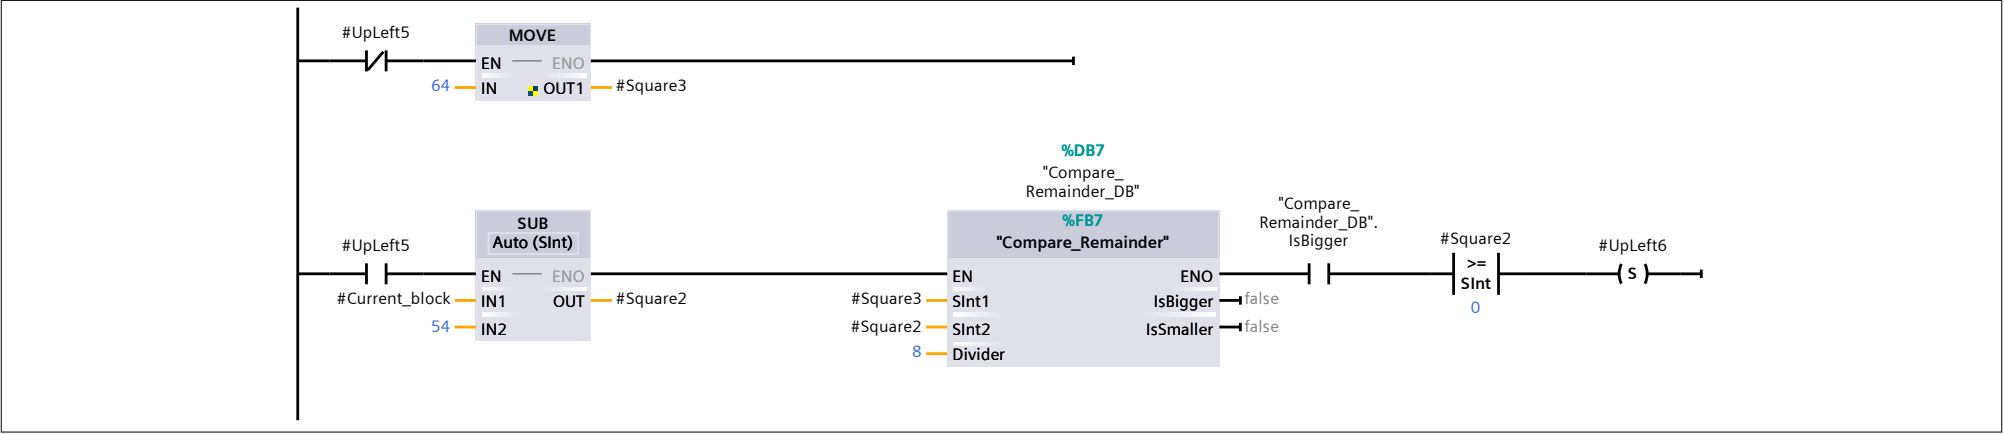 #UpLeft5
MOVE
EN ENO
64 IN OUT1 #Square3
%DB7
"Compare_
Remainder_DB"
#UpLeft5
SUB
Auto (SInt)
EN ENO
#Current_block IN1 OUT #Square2
54 IN2
%FB7
"Compare_Remainder"
EN ENO
#Square3 SInt1 IsBigger false
#Square2 SInt2 IsSmaller false
8 Divider
"Compare_
Remainder_DB".
IsBigger
#Square2
>=
SInt
0
#UpLeft6
S